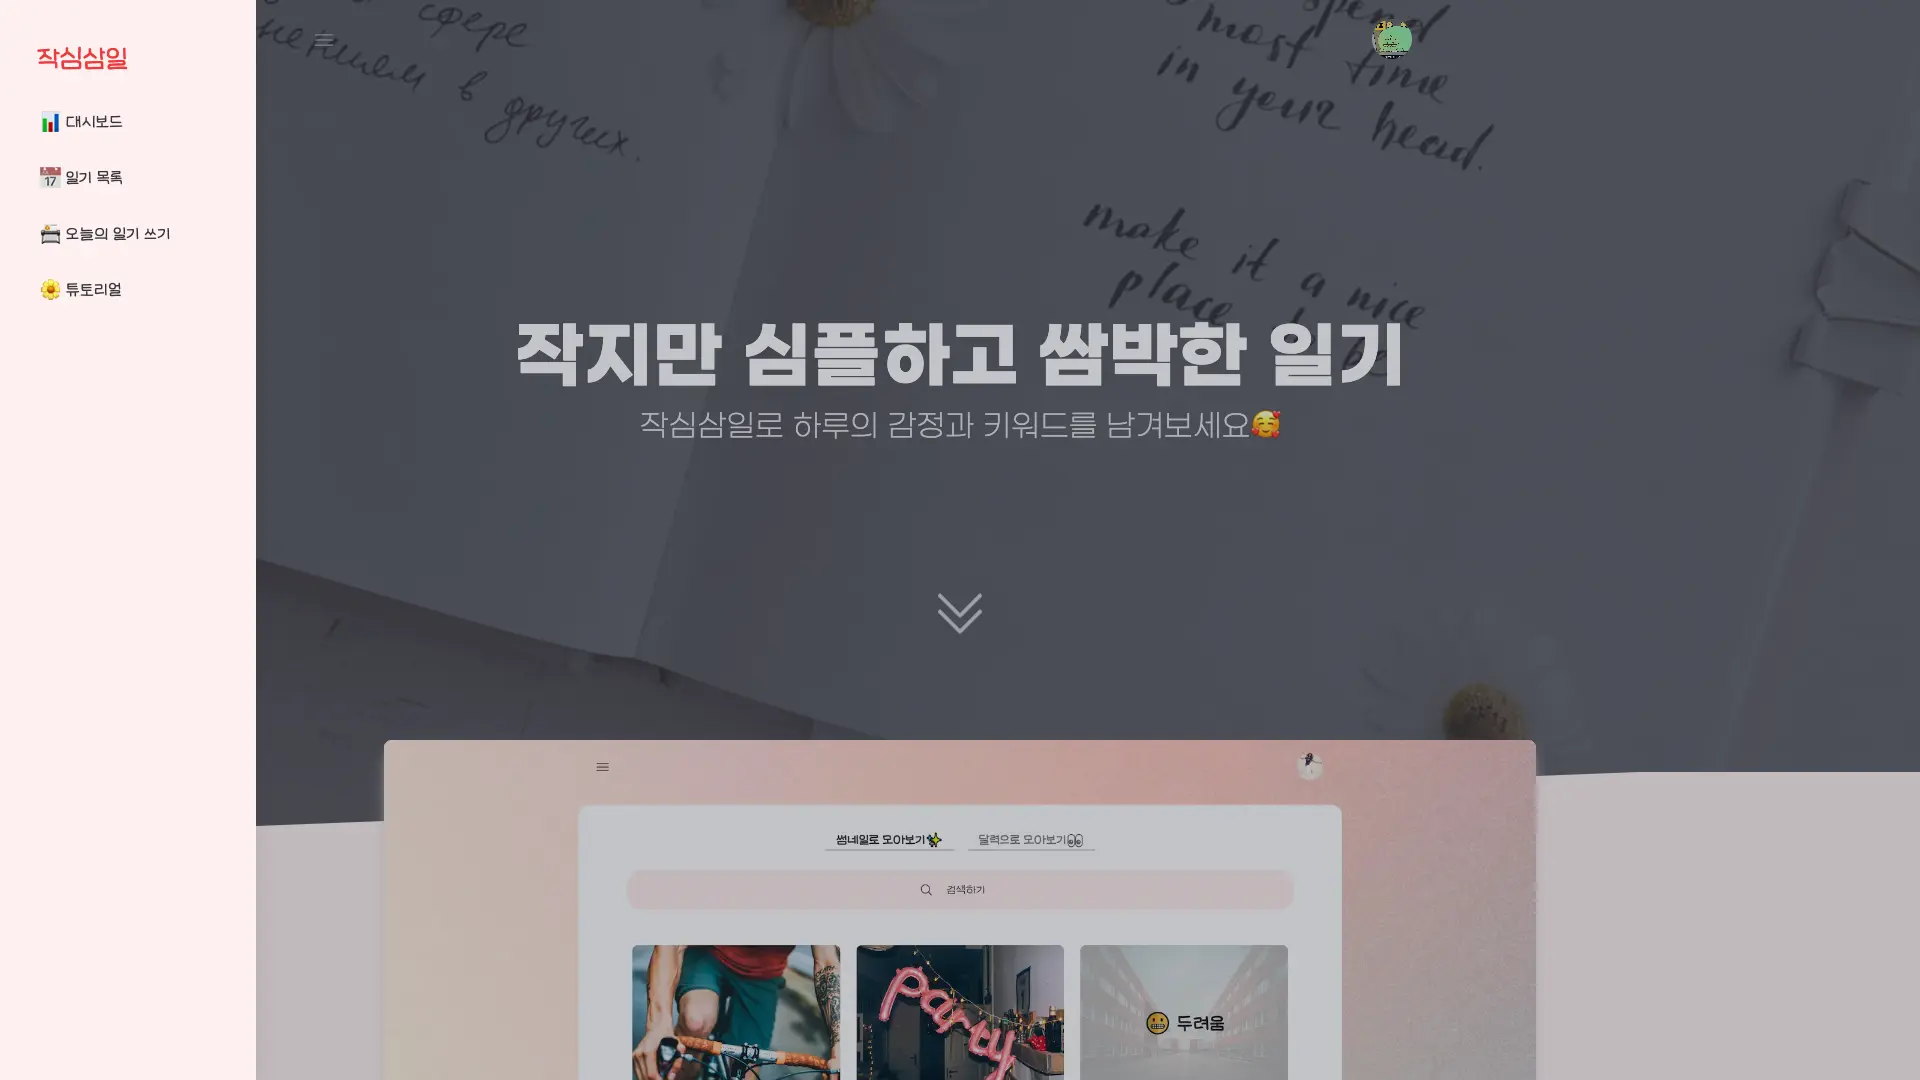 작심삼일
대시보드
일기 목록
오늘의 일기 쓰기
튜토리얼
сфере
в других.
spend
most time
in your head.
make it a nice
place to be
작지만 심플하고 쌈박한 일기
작심삼일로 하루의 감정과 키워드를 남겨보세요🥰
썸네일로 모아보기✨
달력으로 모아보기👀
검색하기
party
두려움